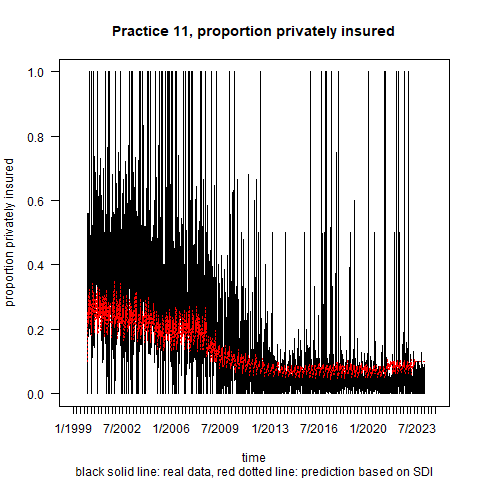 Practice 11, proportion privately insured
proportion privately insured
1.0
0.8
0.6
0.4
0.2
0.0
1/1999 7/2002 1/2006 7/2009 1/2013 7/2016 1/2020 7/2023
time
black solid line: real data, red dotted line: prediction based on SDI